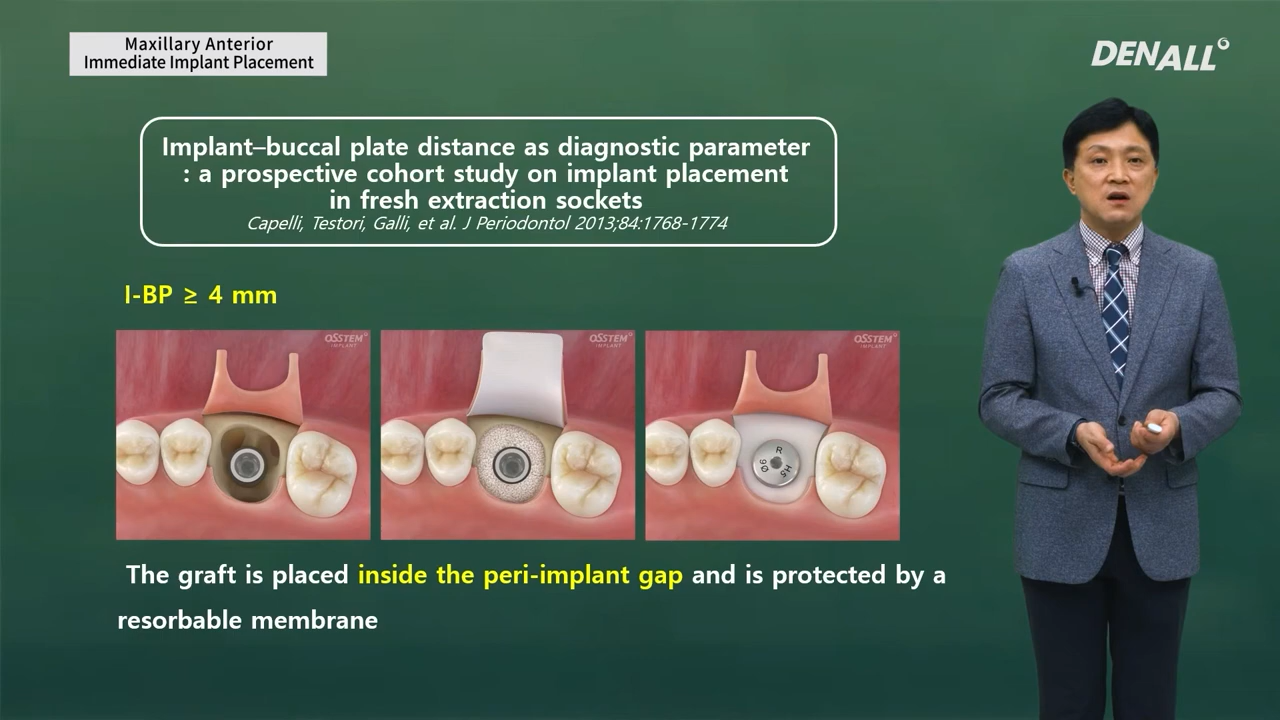 Maxillary Anterior
Immediate Implant Placement
DENALL
Implant–buccal plate distance as diagnostic parameter
: a prospective cohort study on implant placement
in fresh extraction sockets
Capelli, Testori, Galli, et al. J Periodontol 2013;84:1768-1774
I-BP ≥ 4 mm
OSSTEM
IMPLANT
OSSTEM
IMPLANT
OSSTEM
IMPLANT
R
Ø6
H5
The graft is placed inside the peri-implant gap and is protected by a
resorbable membrane